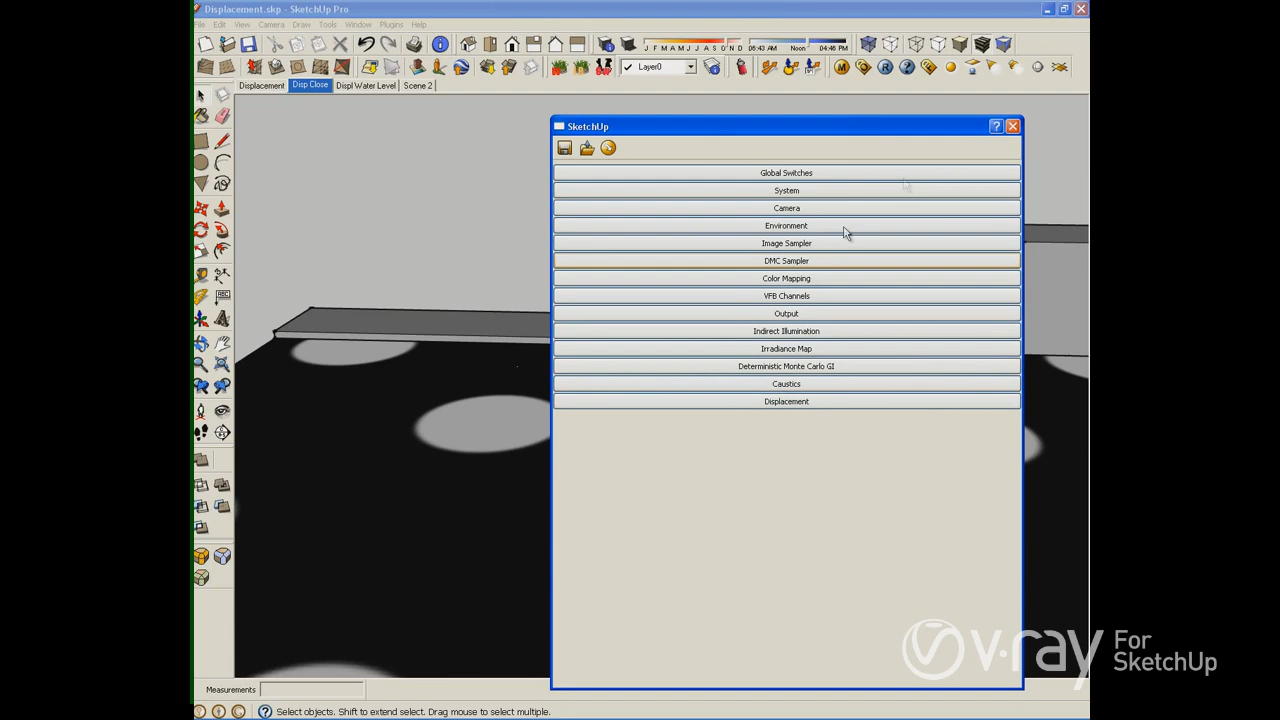 Displacement.skp - SketchUp Pro
File Edit View Camera Draw Tools Window Plugins Help
J F M A M J J A S O N D 06:43 AM Noon 04:46 PM
Layer0
M R ?
Displacement Disp Close Displ Water Level Scene 2
SketchUp
Global Switches
System
Camera
Environment
Image Sampler
DMC Sampler
Color Mapping
VFB Channels
Output
Indirect Illumination
Irradiance Map
Deterministic Monte Carlo GI
Caustics
Displacement
ABC
v·ray For SketchUp
Measurements
Select objects. Shift to extend select. Drag mouse to select multiple.